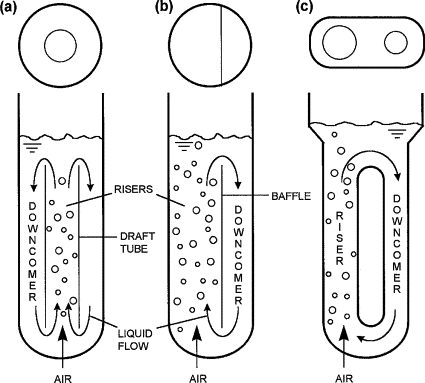 (a)
(b)
(c)
RISERS
BAFFLE
DRAFT
TUBE
LIQUID
FLOW
DOWNCOMER
DOWNCOMER
RISER
DOWNCOMER
AIR
AIR
AIR